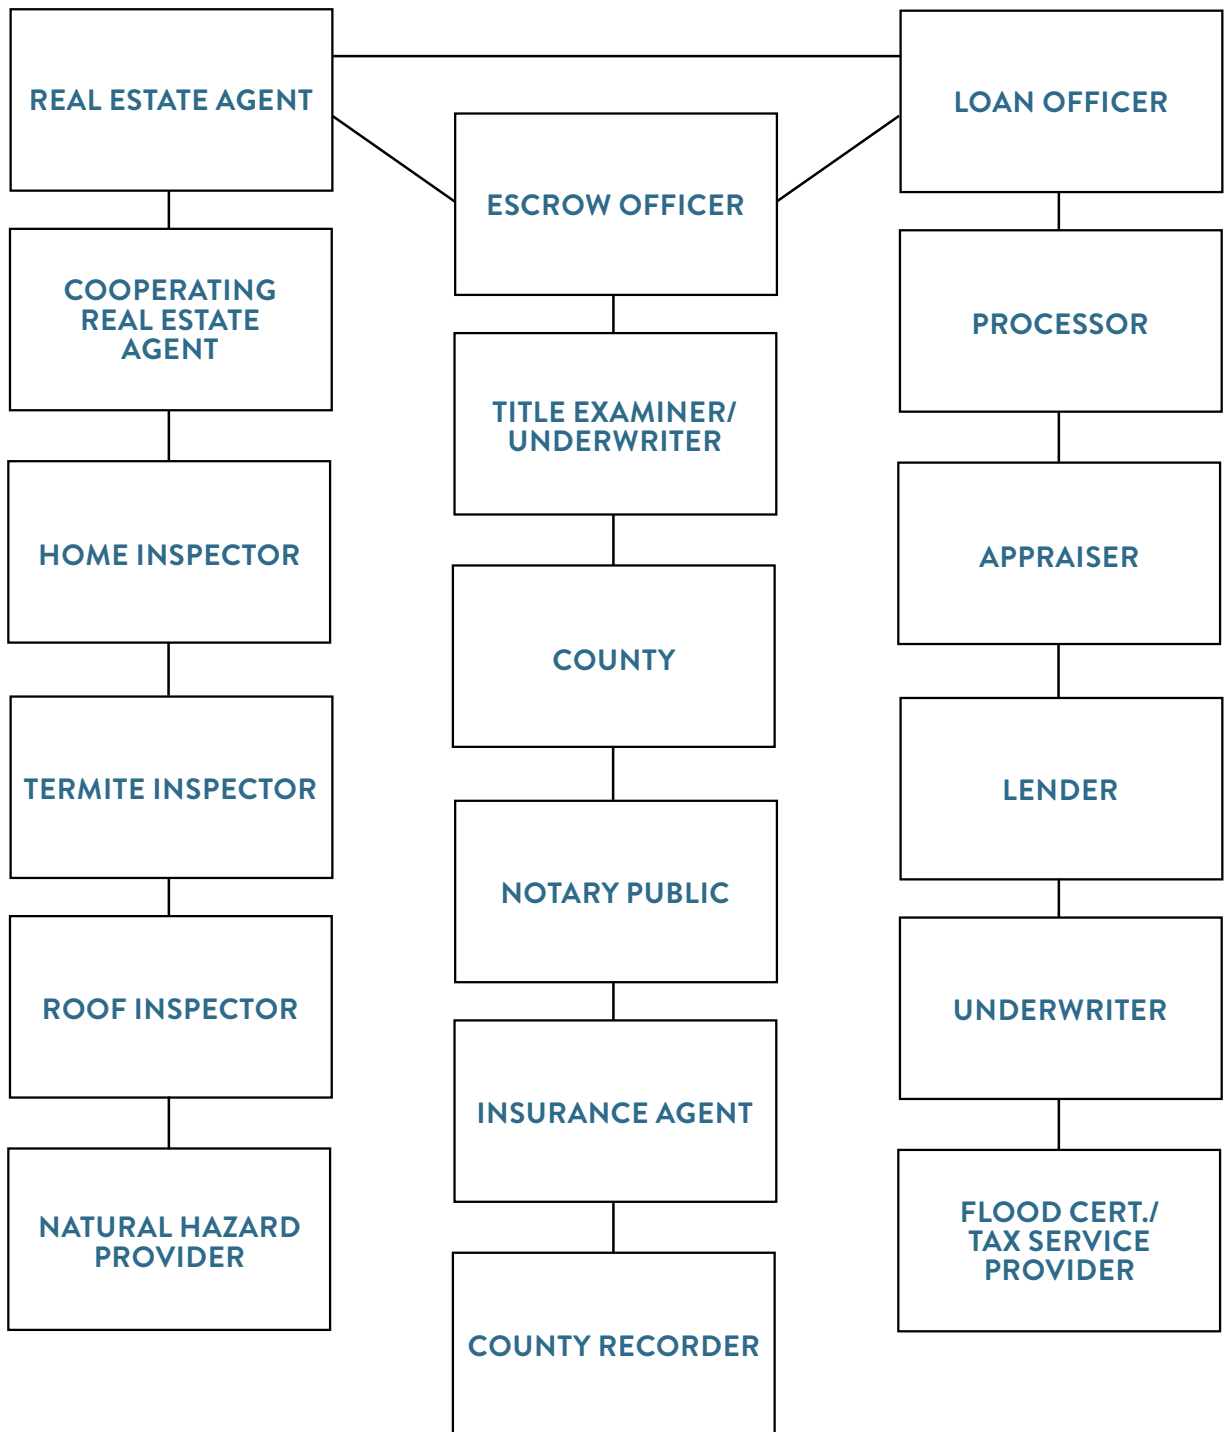 REAL ESTATE AGENT
LOAN OFFICER
ESCROW OFFICER
COOPERATING
REAL ESTATE
AGENT
PROCESSOR
TITLE EXAMINER/
UNDERWRITER
HOME INSPECTOR
APPRAISER
COUNTY
TERMITE INSPECTOR
LENDER
NOTARY PUBLIC
ROOF INSPECTOR
UNDERWRITER
INSURANCE AGENT
NATURAL HAZARD
PROVIDER
FLOOD CERT./
TAX SERVICE
PROVIDER
COUNTY RECORDER